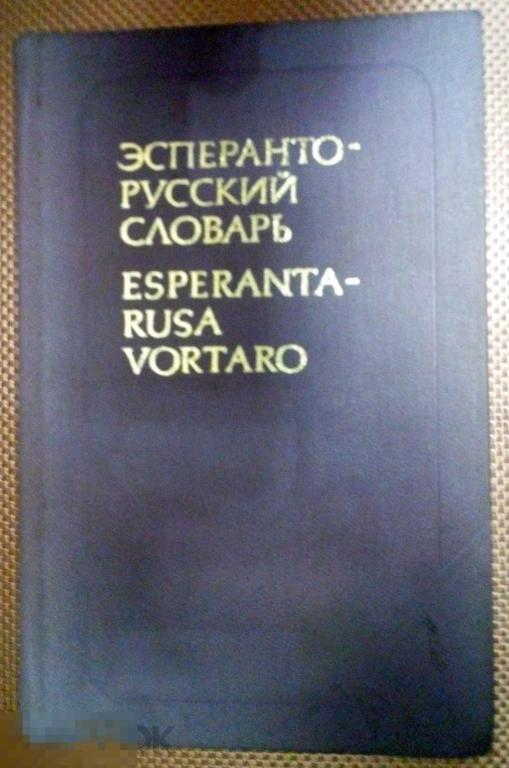 ЭСПЕРАНТО-
РУССКИЙ
СЛОВАРЬ
ESPERANTA-
RUSA
VORTARO